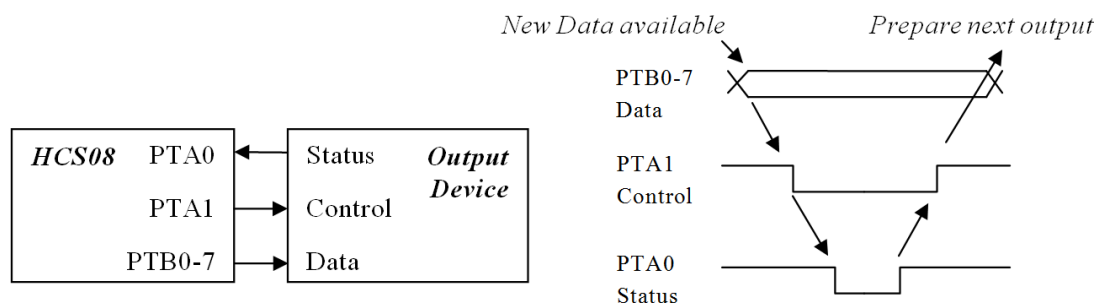 HCS08 PTA0 Status Output
Device
PTA1 Control
PTB0-7 Data
New Data available Prepare next output
PTB0-7
Data
PTA1
Control
PTA0
Status